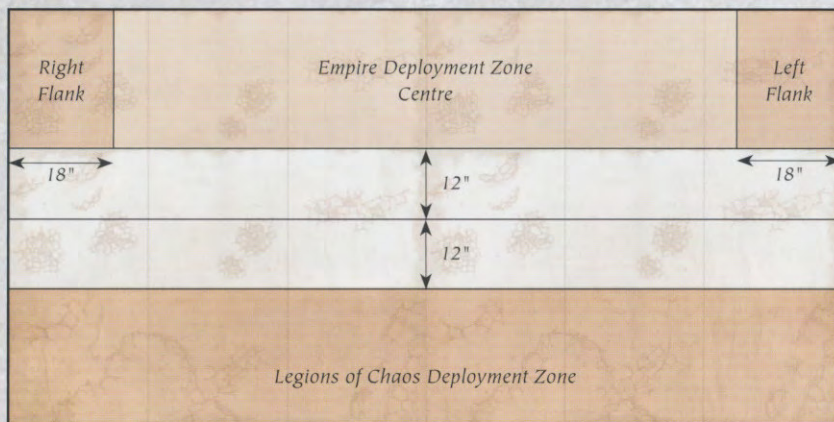 Right
Flank
Empire Deployment Zone
Centre
Left
Flank
18"
12"
18"
12"
Legions of Chaos Deployment Zone